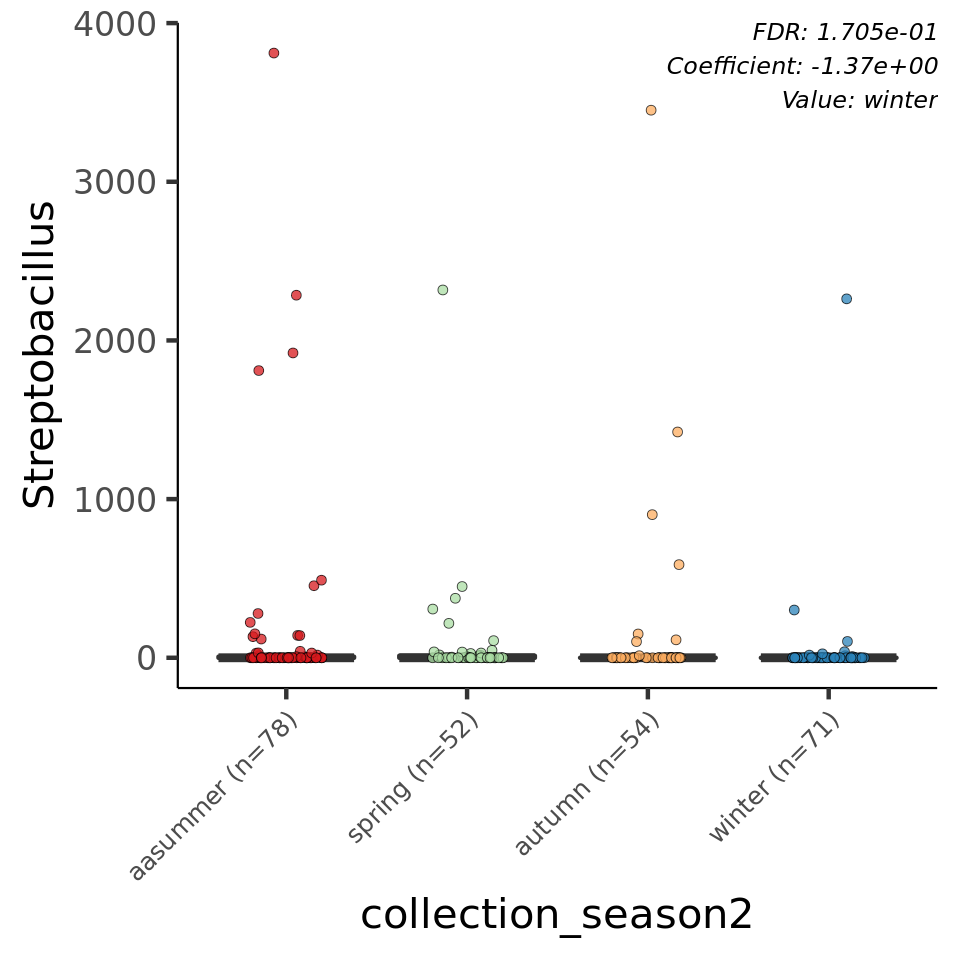 FDR: 1.705e-01
Coefficient: -1.37e+00
Value: winter
Streptobacillus
4000
3000
2000
1000
0
aasummer (n=78)
spring (n=52)
autumn (n=54)
winter (n=71)
collection_season2